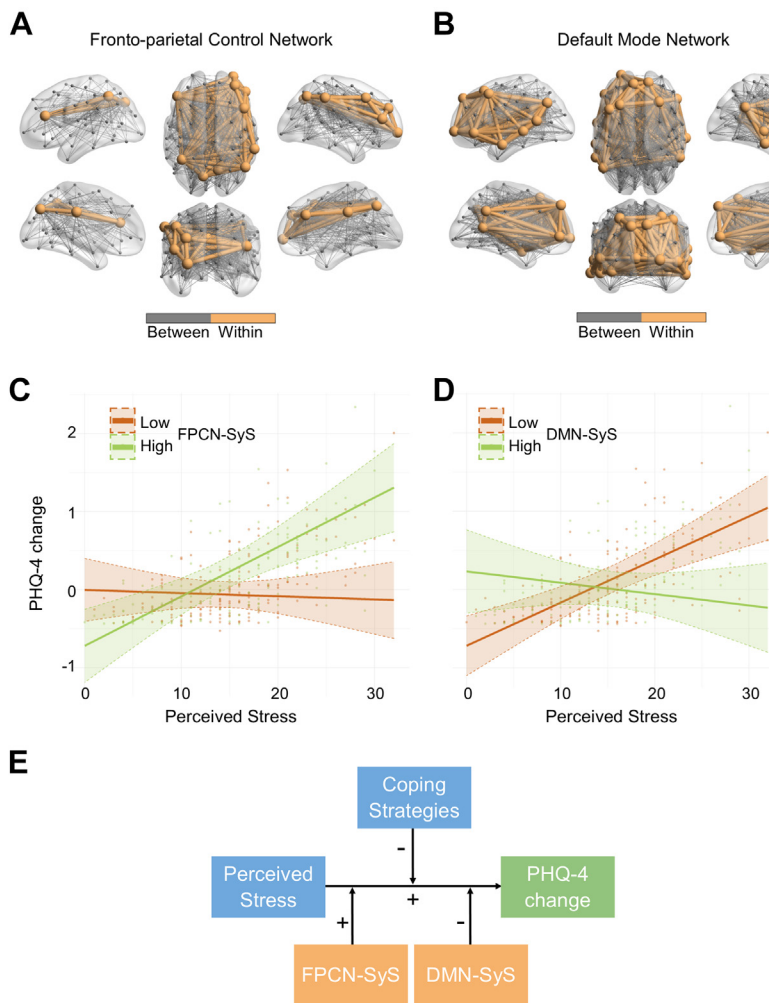 A
Fronto-parietal Control Network
B
Default Mode Network
Between Within
Between Within
C
Low
High
FPCN-SyS
D
Low
High
DMN-SyS
PHQ-4 change
2
1
0
-1
0
10
20
30
Perceived Stress
0
10
20
30
Perceived Stress
E
Coping
Strategies
-
Perceived
Stress
+
PHQ-4
change
+
-
FPCN-SyS
DMN-SyS